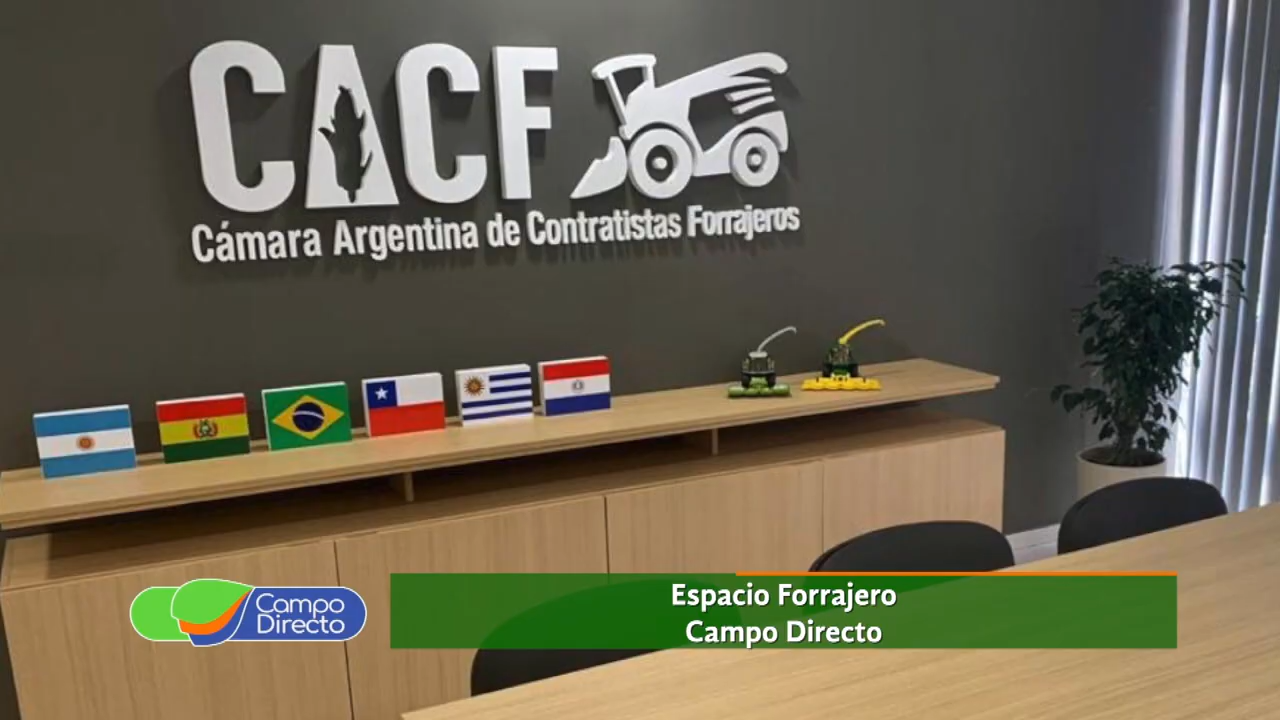 CACF
Cámara Argentina de Contratistas Forrajeros
Campo
Directo
Espacio Forrajero
Campo Directo